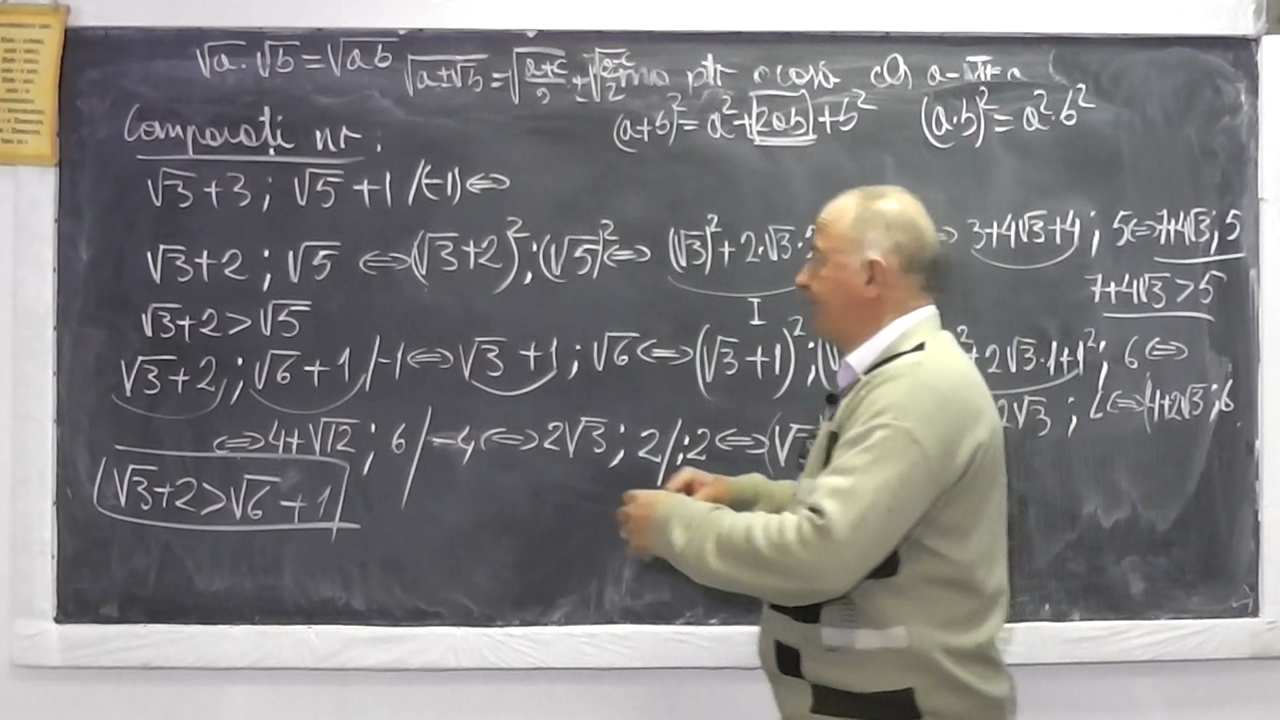 √a·√b=√ab √a±√b=√a+c/2±√a-c/2
(a+b)²=a²+2ab+b² (a·b)²=a²·b²
Comparați nr:
√3+3; √5+1 /(-1)⇔
√3+2; √5 ⇔(√3+2)²;(√5)²⇔ (√3)²+2·√3· 3+4√3+4; 5⇔7+4√3; 5
7+4√3>5
√3+2>√5
I
√3+2; √6+1/-1⇔√3+1; √6⇔(√3+1)²; ²+2√3·1+1²; 6⇔
2√3; ⇔4+2√3; 6
⇔4+√12; 6/-4⇔2√3; 2/:2⇔(√3
√3+2>√6+1